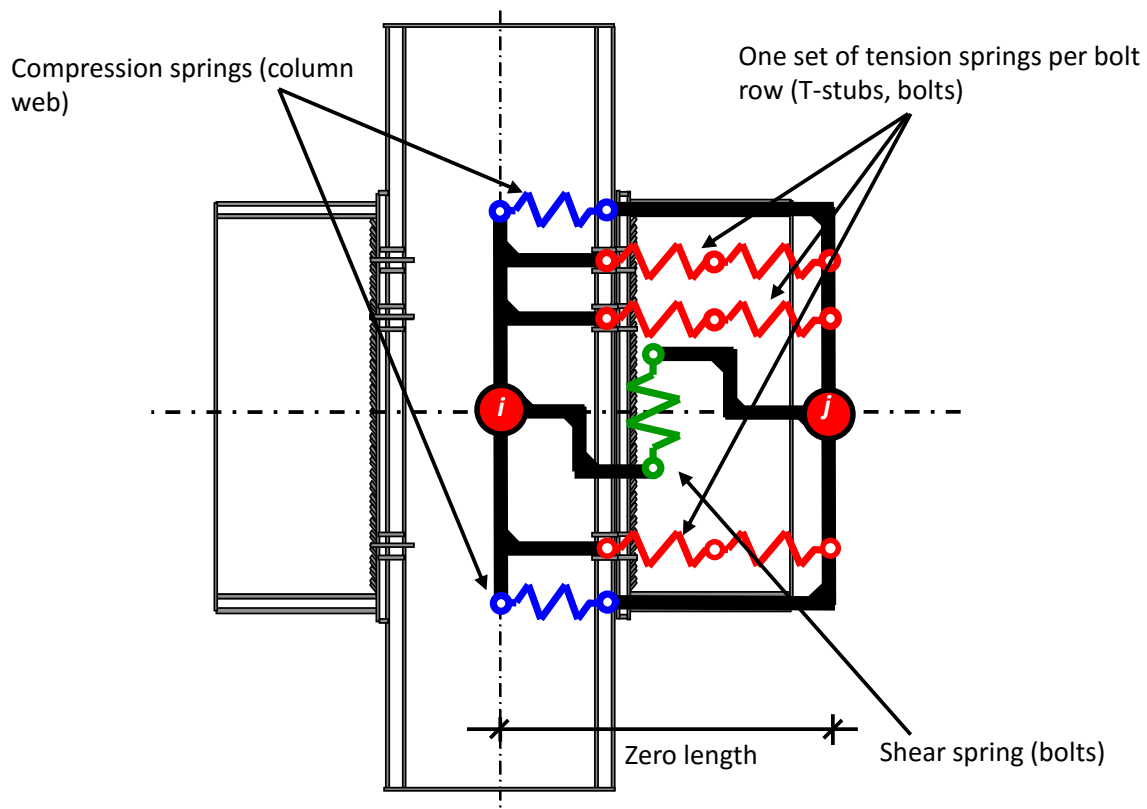 Compression springs (column
web)
One set of tension springs per bolt
row (T-stubs, bolts)
i
j
Zero length
Shear spring (bolts)